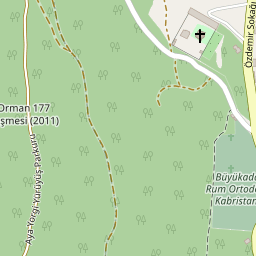 Özdemir Sokağı
Orman 177
şmesi (2011)
Aya Yorgi Yürüyüş Parkuru
Büyükada
Rum Ortodo
Kabristan